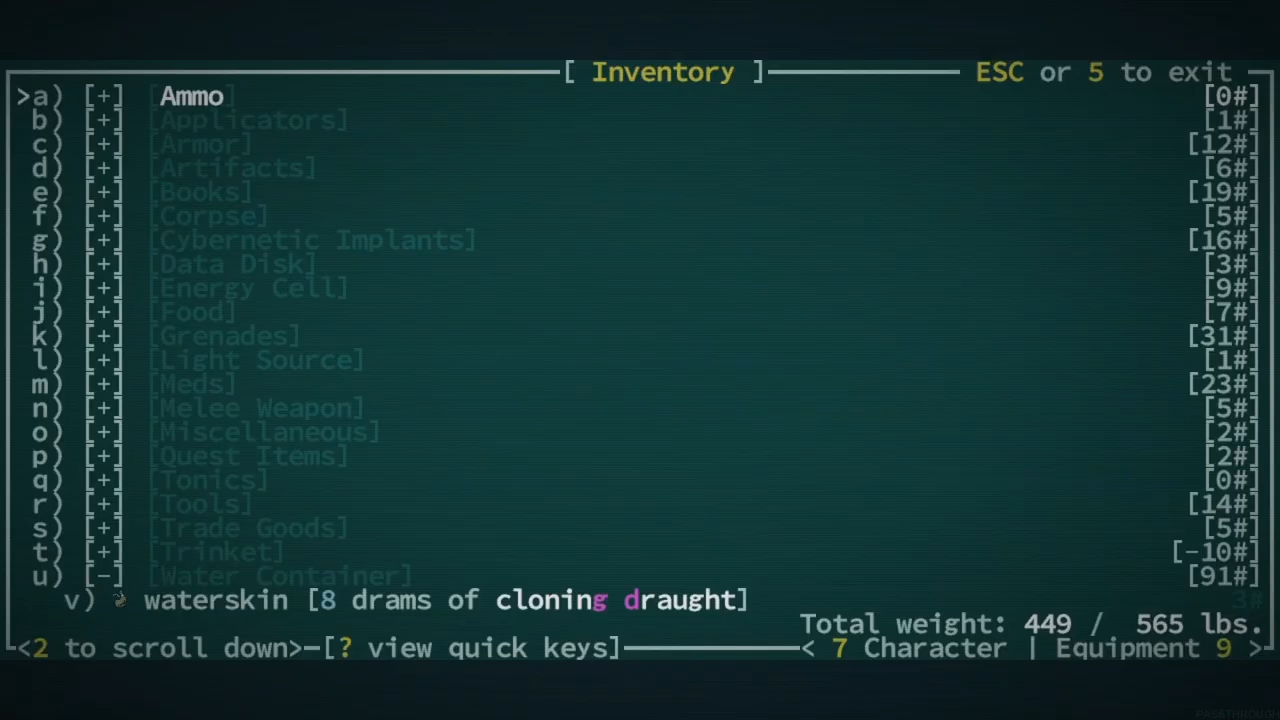 [ Inventory ] ESC or 5 to exit
>a) [+] [Ammo] [0#]
b) [+] [Applicators] [1#]
c) [+] [Armor] [12#]
d) [+] [Artifacts] [6#]
e) [+] [Books] [19#]
f) [+] [Corpse] [5#]
g) [+] [Cybernetic Implants] [16#]
h) [+] [Data Disk] [3#]
i) [+] [Energy Cell] [9#]
j) [+] [Food] [7#]
k) [+] [Grenades] [31#]
l) [+] [Light Source] [1#]
m) [+] [Meds] [23#]
n) [+] [Melee Weapon] [5#]
o) [+] [Miscellaneous] [2#]
p) [+] [Quest Items] [2#]
q) [+] [Tonics] [0#]
r) [+] [Tools] [14#]
s) [+] [Trade Goods] [5#]
t) [+] [Trinket] [-10#]
u) [-] [Water Container] [91#]
v) waterskin [8 drams of cloning draught] 3#
Total weight: 449 / 565 lbs.
<2 to scroll down> [? view quick keys] < 7 Character | Equipment 9 >